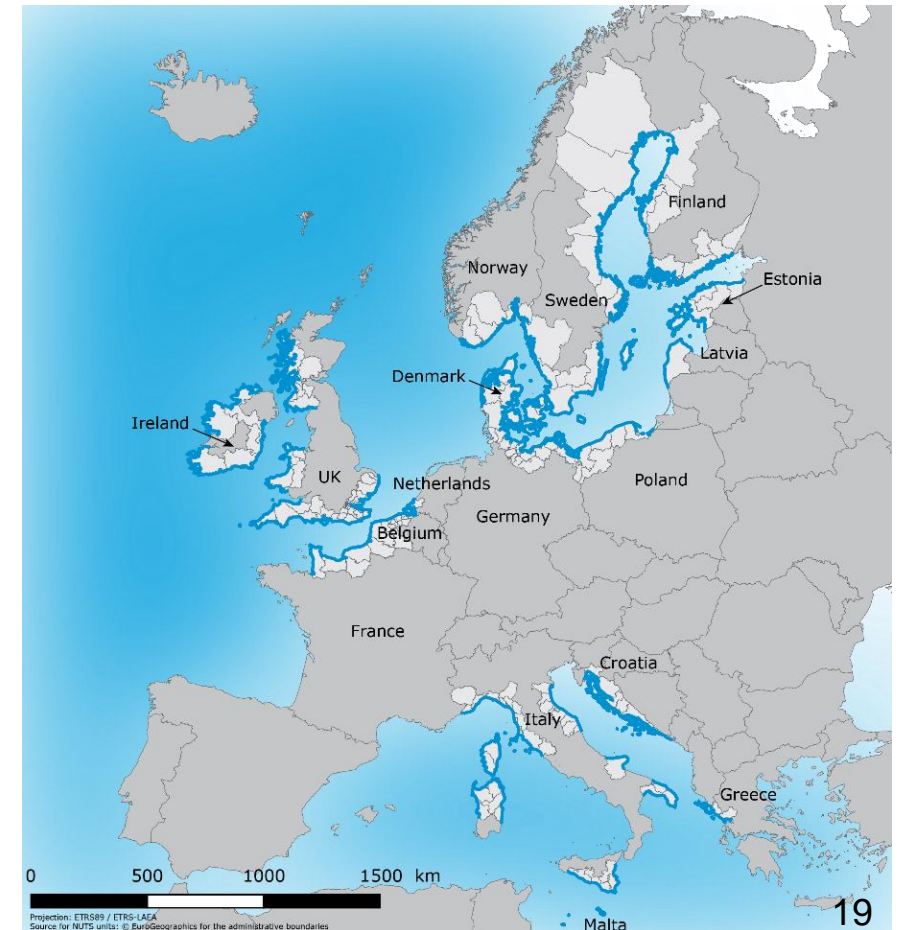 Finland
Norway
Estonia
Sweden
Latvia
Denmark
Ireland
UK
Netherlands
Poland
Germany
Belgium
France
Croatia
Italy
Greece
0 500 1000 1500 km
Malta
19
Projection: ETRS89 / ETRS-LAEA
Source for NUTS units: © EuroGeographics for the administrative boundaries